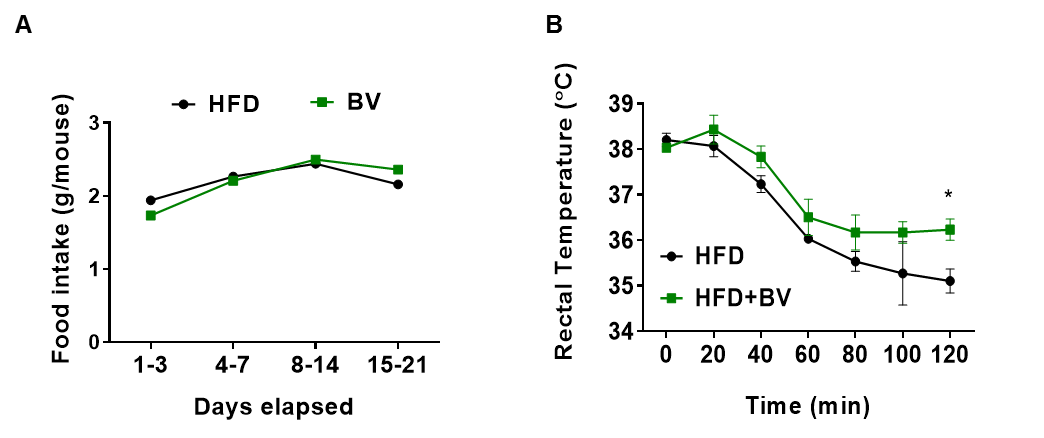 A
HFD BV
Food intake (g/mouse)
3
2
1
0
1-3 4-7 8-14 15-21
Days elapsed
B
Rectal Temperature (°C)
39
38
37
36
35
34
*
HFD
HFD+BV
0 20 40 60 80 100 120
Time (min)